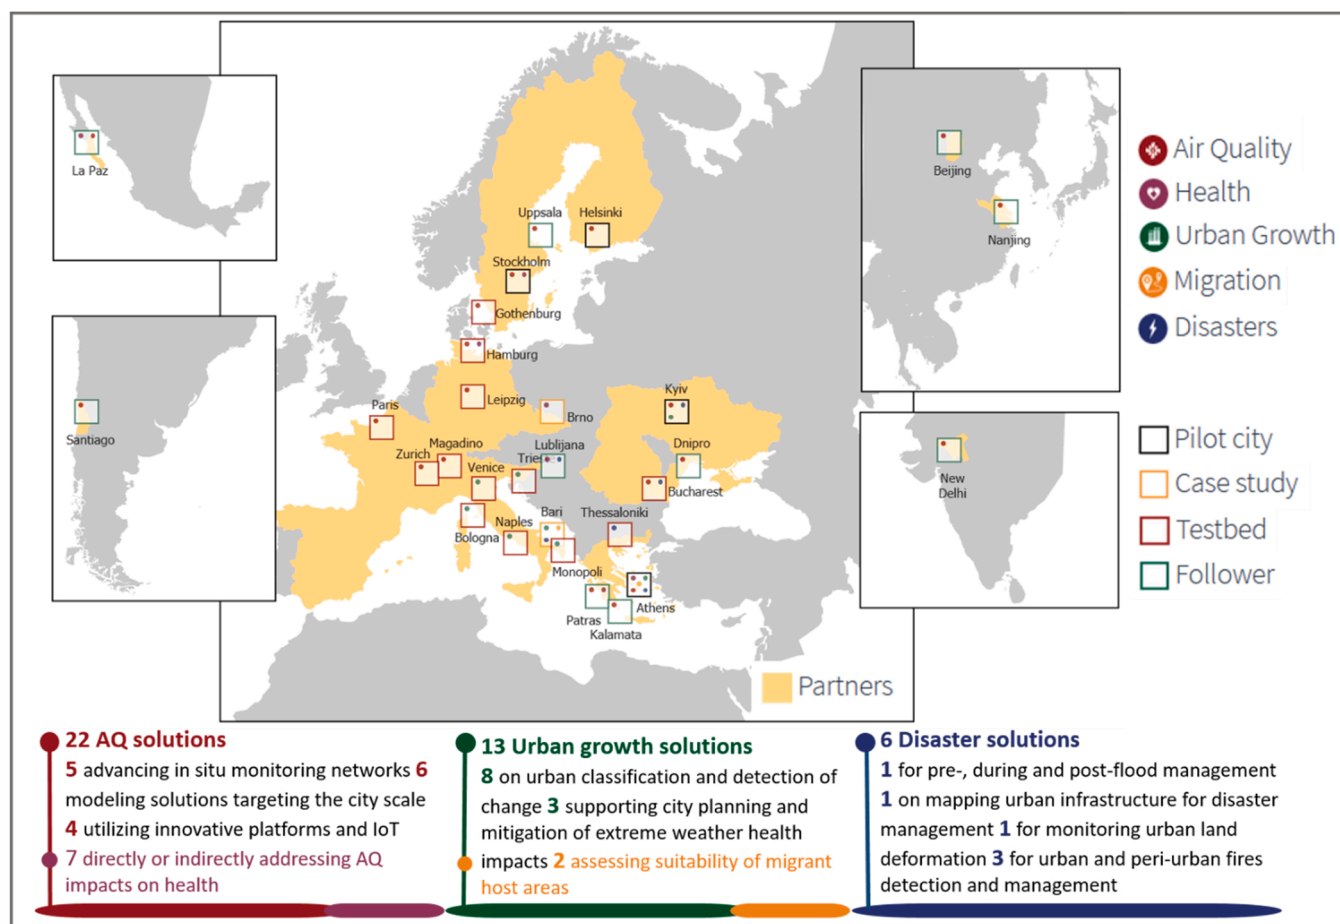 La Paz
Santiago
Uppsala
Helsinki
Stockholm
Gothenburg
Hamburg
Leipzig
Paris
Brno
Kyiv
Zurich
Magadino
Lublijana
Dnipro
Venice
Bucharest
Bari
Thessaloniki
Naples
Bologna
Monopoli
Athens
Patras
Kalamata
Partners
Beijing
Nanjing
New
Delhi
Air Quality
Health
Urban Growth
Migration
Disasters
Pilot city
Case study
Testbed
Follower
22 AQ solutions
5 advancing in situ monitoring networks 6
modeling solutions targeting the city scale
4 utilizing innovative platforms and IoT
7 directly or indirectly addressing AQ
impacts on health
13 Urban growth solutions
8 on urban classification and detection of
change 3 supporting city planning and
mitigation of extreme weather health
impacts 2 assessing suitability of migrant
host areas
6 Disaster solutions
1 for pre-, during and post-flood management
1 on mapping urban infrastructure for disaster
management 1 for monitoring urban land
deformation 3 for urban and peri-urban fires
detection and management